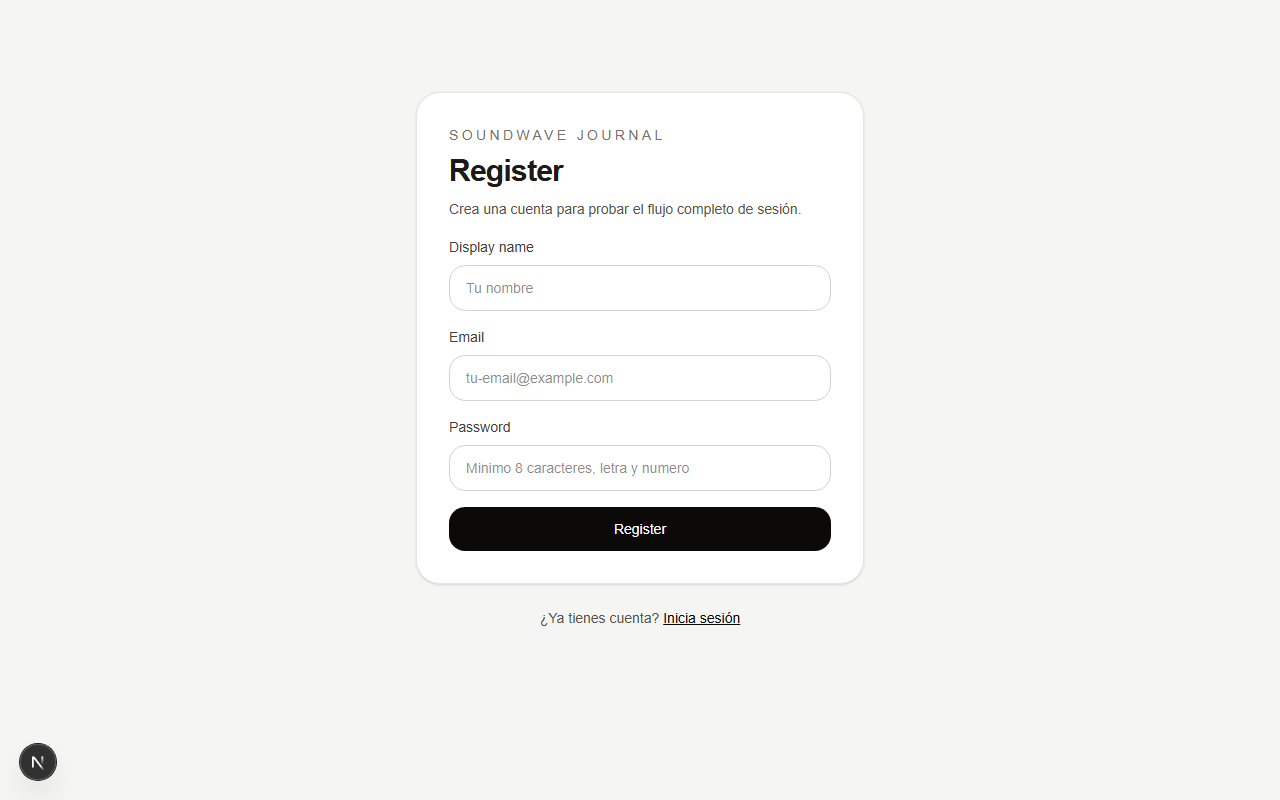 SOUNDWAVE JOURNAL
Register
Crea una cuenta para probar el flujo completo de sesión.
Display name
Tu nombre
Email
tu-email@example.com
Password
Minimo 8 caracteres, letra y numero
Register
¿Ya tienes cuenta? Inicia sesión
N